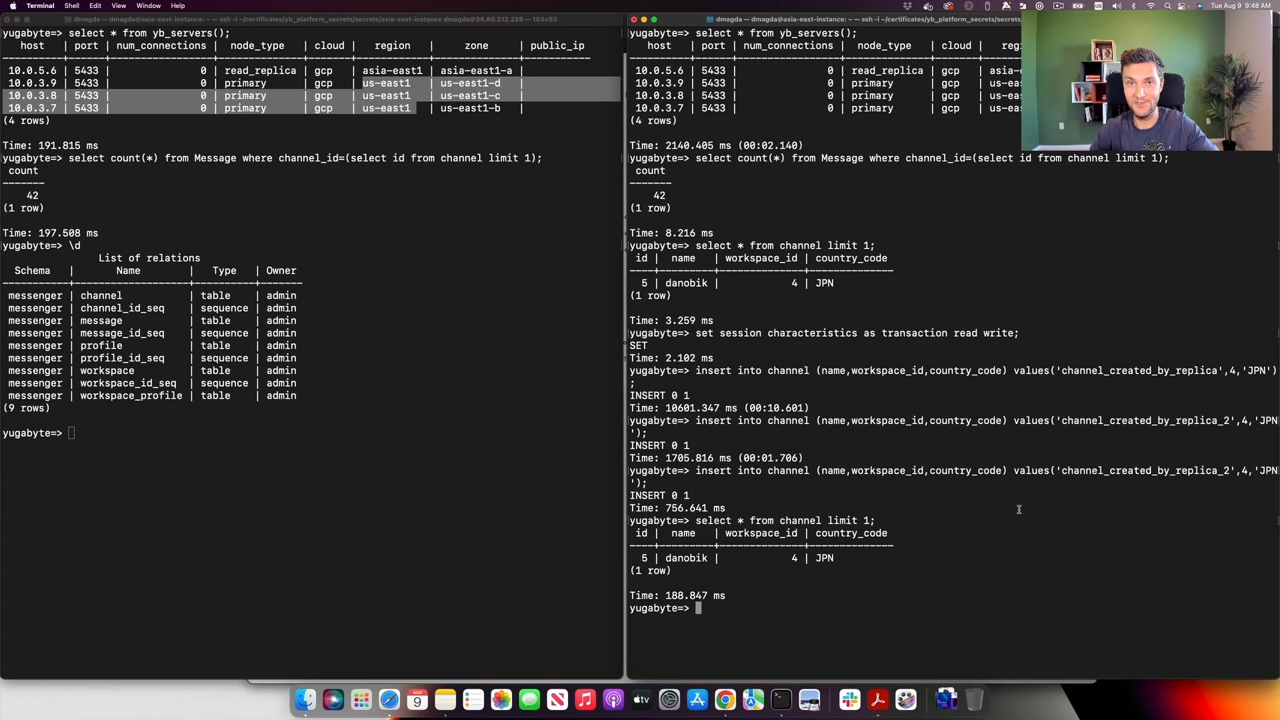 Terminal Shell Edit View Window Help
Tue Aug 9 9:48 AM
dmagda — dmagda@asia-east-instance: ~ — ssh -i ~/certificates/yb_platform_secrets/secrets/asia-east-instance dmagda@34.80.212.228 — 103×52
yugabyte=> select * from yb_servers();
host | port | num_connections | node_type | cloud | region | zone | public_ip
10.0.5.6 | 5433 | 0 | read_replica | gcp | asia-east1 | asia-east1-a |
10.0.3.9 | 5433 | 0 | primary | gcp | us-east1 | us-east1-d |
10.0.3.8 | 5433 | 0 | primary | gcp | us-east1 | us-east1-c |
10.0.3.7 | 5433 | 0 | primary | gcp | us-east1 | us-east1-b |
(4 rows)
Time: 191.815 ms
yugabyte=> select count(*) from Message where channel_id=(select id from channel limit 1);
count
-------
42
(1 row)
Time: 197.508 ms
yugabyte=> \d
List of relations
Schema | Name | Type | Owner
messenger | channel | table | admin
messenger | channel_id_seq | sequence | admin
messenger | message | table | admin
messenger | message_id_seq | sequence | admin
messenger | profile | table | admin
messenger | profile_id_seq | sequence | admin
messenger | workspace | table | admin
messenger | workspace_id_seq | sequence | admin
messenger | workspace_profile | table | admin
(9 rows)
yugabyte=>
dmagda — dmagda@asia-east-instance: ~ — ssh -i ~/certificates/yb_platform_secrets/secrets
yugabyte=> select * from yb_servers();
host | port | num_connections | node_type | cloud | reg
10.0.5.6 | 5433 | 0 | read_replica | gcp | asia-e
10.0.3.9 | 5433 | 0 | primary | gcp | us-eas
10.0.3.8 | 5433 | 0 | primary | gcp | us-eas
10.0.3.7 | 5433 | 0 | primary | gcp | us-eas
(4 rows)
Time: 2140.405 ms (00:02.140)
yugabyte=> select count(*) from Message where channel_id=(select id from channel limit 1);
count
-------
42
(1 row)
Time: 8.216 ms
yugabyte=> select * from channel limit 1;
id | name | workspace_id | country_code
----+---------+--------------+--------------
5 | danobik | 4 | JPN
(1 row)
Time: 3.259 ms
yugabyte=> set session characteristics as transaction read write;
SET
Time: 2.102 ms
yugabyte=> insert into channel (name,workspace_id,country_code) values('channel_created_by_replica',4,'JPN')
;
INSERT 0 1
Time: 10601.347 ms (00:10.601)
yugabyte=> insert into channel (name,workspace_id,country_code) values('channel_created_by_replica_2',4,'JPN
');
INSERT 0 1
Time: 1705.816 ms (00:01.706)
yugabyte=> insert into channel (name,workspace_id,country_code) values('channel_created_by_replica_2',4,'JPN
');
INSERT 0 1
Time: 756.641 ms
yugabyte=> select * from channel limit 1;
id | name | workspace_id | country_code
----+---------+--------------+--------------
5 | danobik | 4 | JPN
(1 row)
Time: 188.847 ms
yugabyte=>